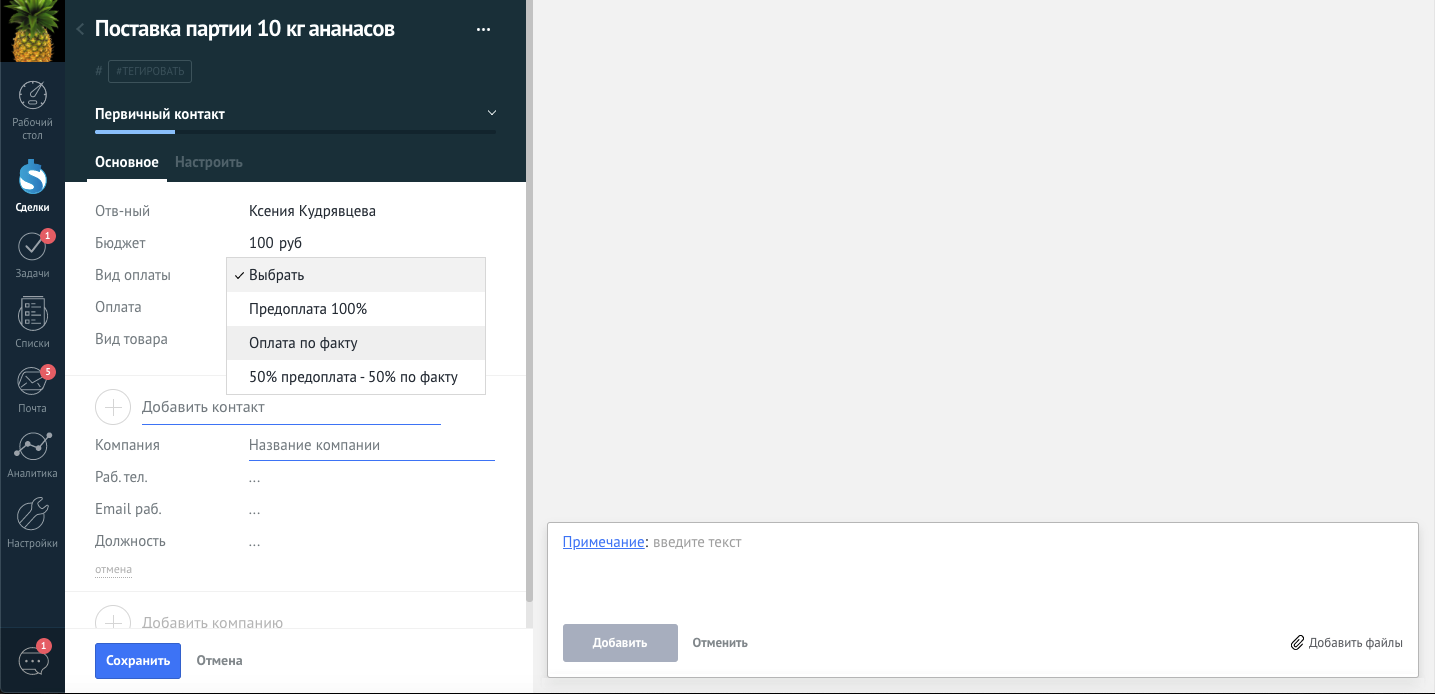 Поставка партии 10 кг ананасов
# #ТЕГИРОВАТЬ
Первичный контакт
Основное Настроить
Рабочий
стол
Сделки
1
Задачи
Списки
5
Почта
Аналитика
Настройки
1
Отв-ный Ксения Кудрявцева
Бюджет 100 руб
Вид оплаты Выбрать
Оплата Предоплата 100%
Вид товара Оплата по факту
50% предоплата - 50% по факту
Добавить контакт
Компания Название компании
Раб. тел. ...
Email раб. ...
Должность ...
отмена
Добавить компанию
Сохранить Отмена
Примечание: введите текст
Добавить Отменить Добавить файлы